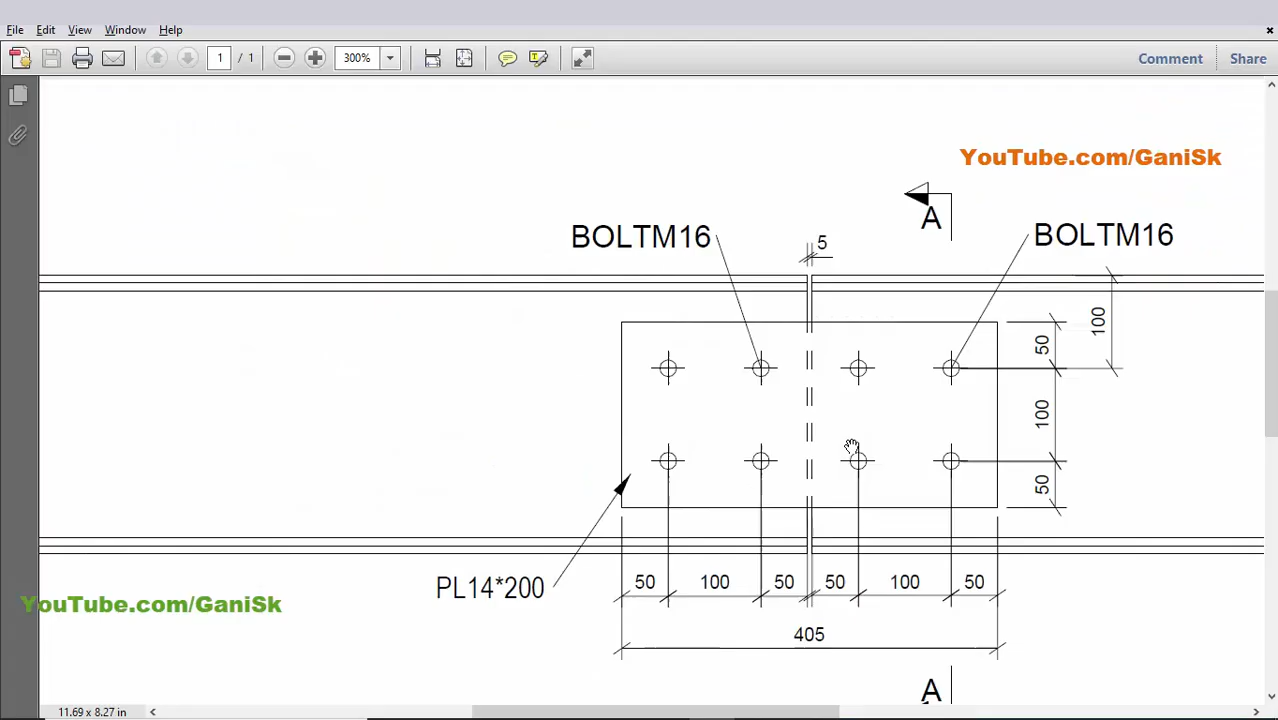 File Edit View Window Help
1 / 1 300% Comment Share
YouTube.com/GaniSk
A
BOLTM16 5 BOLTM16
100
50
100
50
PL14*200 50 100 50 50 100 50
YouTube.com/GaniSk
405
A
11.69 x 8.27 in